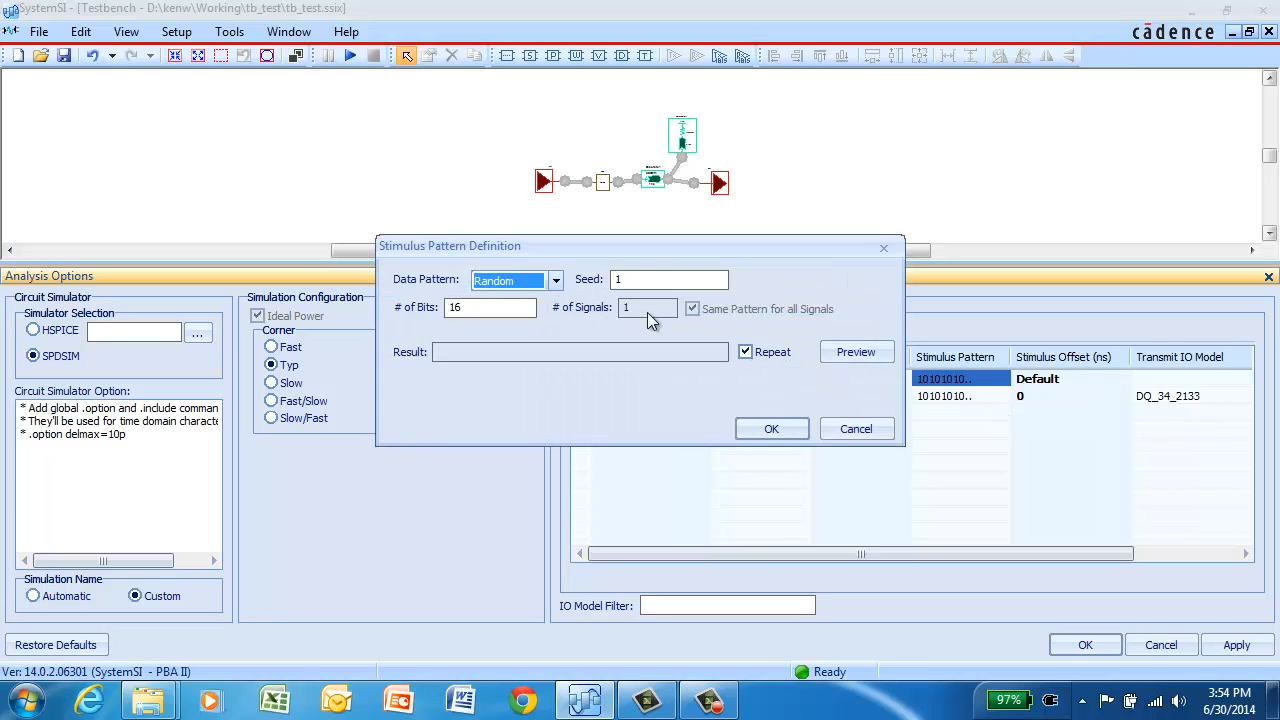 SystemSI - [Testbench - D:\kenw\Working\tb_test\tb_test.ssix]
File Edit View Setup Tools Window Help
cādence
Stimulus Pattern Definition
Data Pattern: Random Seed: 1
# of Bits: 16 # of Signals: 1 Same Pattern for all Signals
Result: Repeat Preview
OK Cancel
Analysis Options
Circuit Simulator
Simulator Selection
HSPICE ...
SPDSIM
Circuit Simulator Option:
* Add global .option and .include comman
* They'll be used for time domain characte
* .option delmax=10p
Simulation Name
Automatic Custom
Simulation Configuration
Ideal Power
Corner
Fast
Typ
Slow
Fast/Slow
Slow/Fast
Stimulus Pattern Stimulus Offset (ns) Transmit IO Model
10101010.. Default
10101010.. 0 DQ_34_2133
IO Model Filter:
Restore Defaults OK Cancel Apply
Ver: 14.0.2.06301 (SystemSI - PBA II) Ready
97% 3:54 PM
6/30/2014